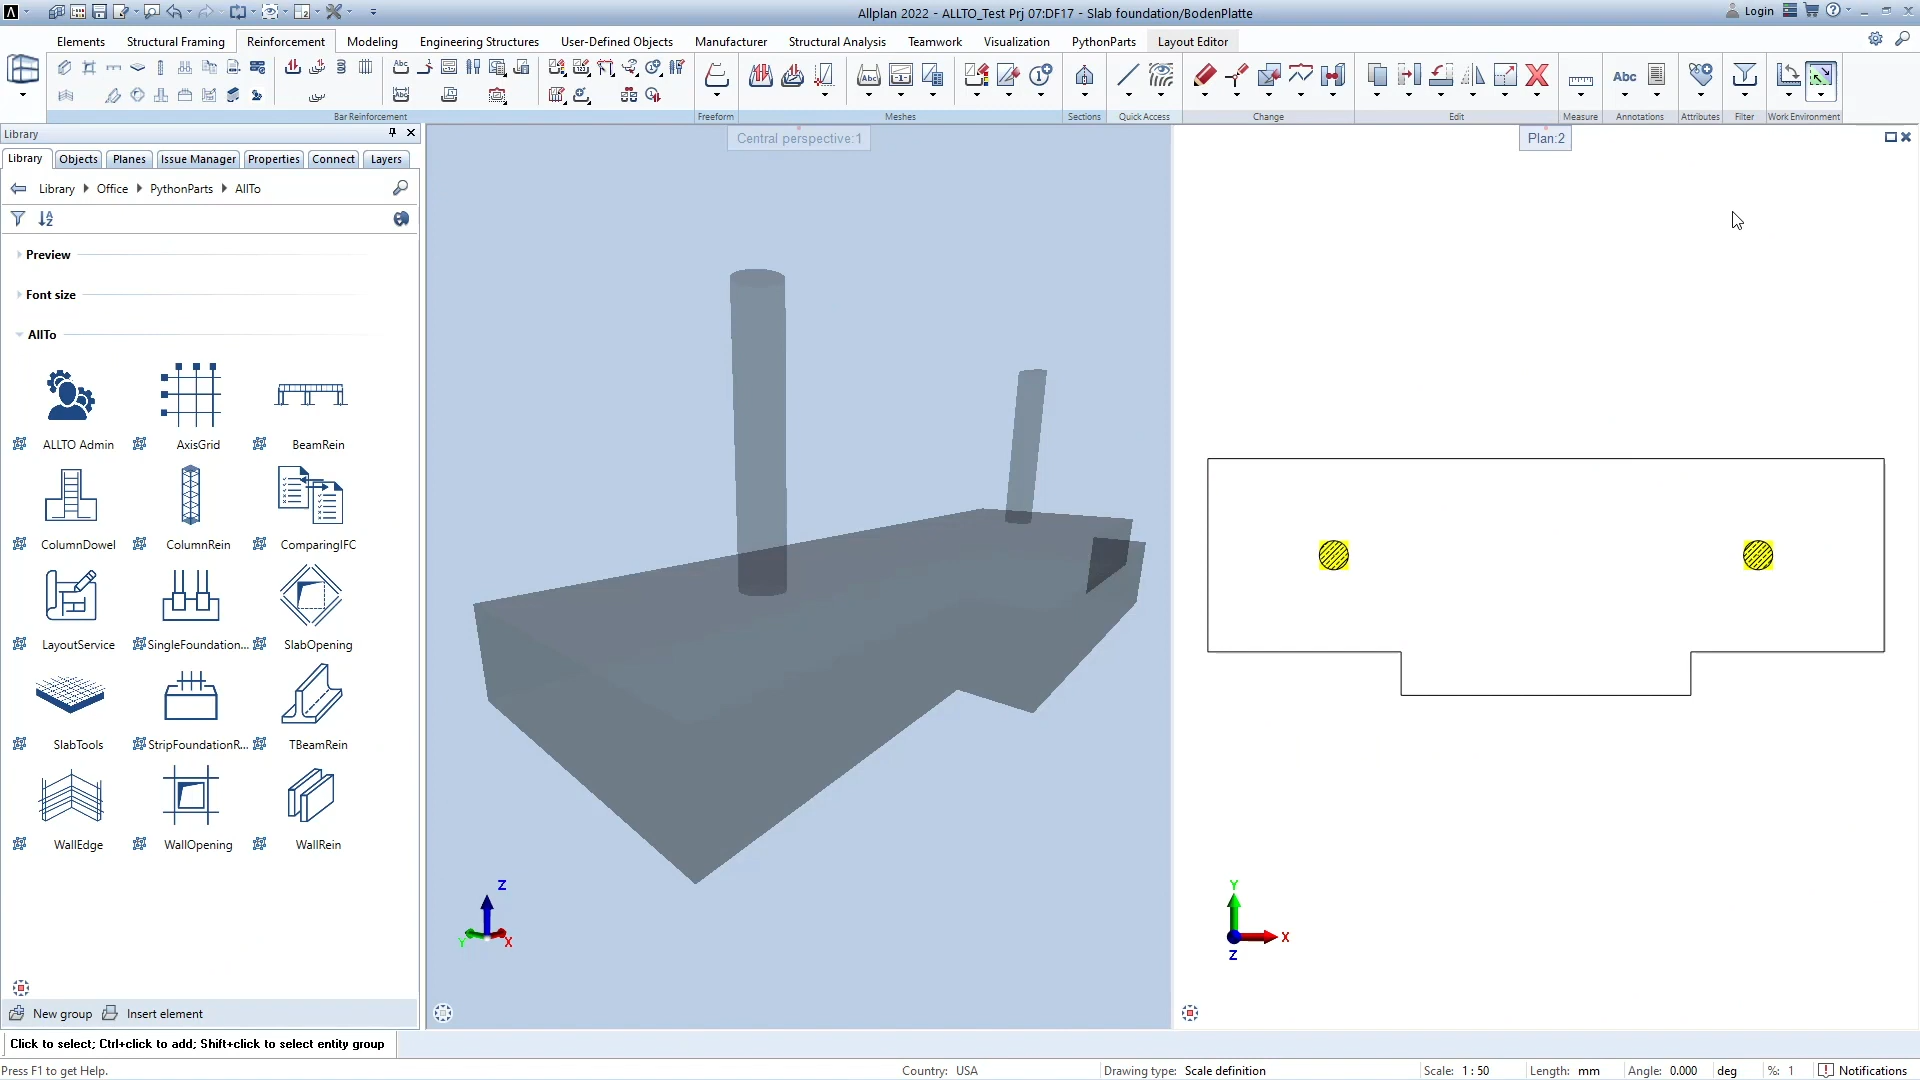 Allplan 2022 - ALLTO_Test Prj 07:DF17 - Slab foundation/BodenPlatte
Login
Elements Structural Framing Reinforcement Modeling Engineering Structures User-Defined Objects Manufacturer Structural Analysis Teamwork Visualization PythonParts Layout Editor
Bar Reinforcement Freeform Meshes Sections Quick Access Change Edit Measure Annotations Attributes Filter Work Environment
Library
Central perspective:1
Plan:2
Library Objects Planes Issue Manager Properties Connect Layers
Library Office PythonParts AllTo
Preview
Font size
AllTo
ALLTO Admin AxisGrid BeamRein
ColumnDowel ColumnRein ComparingIFC
LayoutService SingleFoundation... SlabOpening
SlabTools StripFoundationR... TBeamRein
WallEdge WallOpening WallRein
Z
Y
X
Y
X
Z
New group Insert element
Click to select; Ctrl+click to add; Shift+click to select entity group
Press F1 to get Help. Country: USA Drawing type: Scale definition Scale: 1 : 50 Length: mm Angle: 0.000 deg %: 1 Notifications